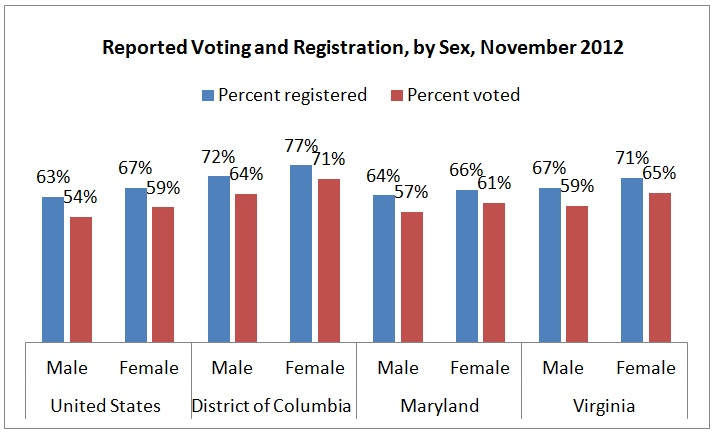 Reported Voting and Registration, by Sex, November 2012
Percent registered Percent voted
63% 54% 67% 59% 72% 64% 77% 71% 64% 57% 66% 61% 67% 59% 71% 65%
Male Female Male Female Male Female Male Female
United States District of Columbia Maryland Virginia